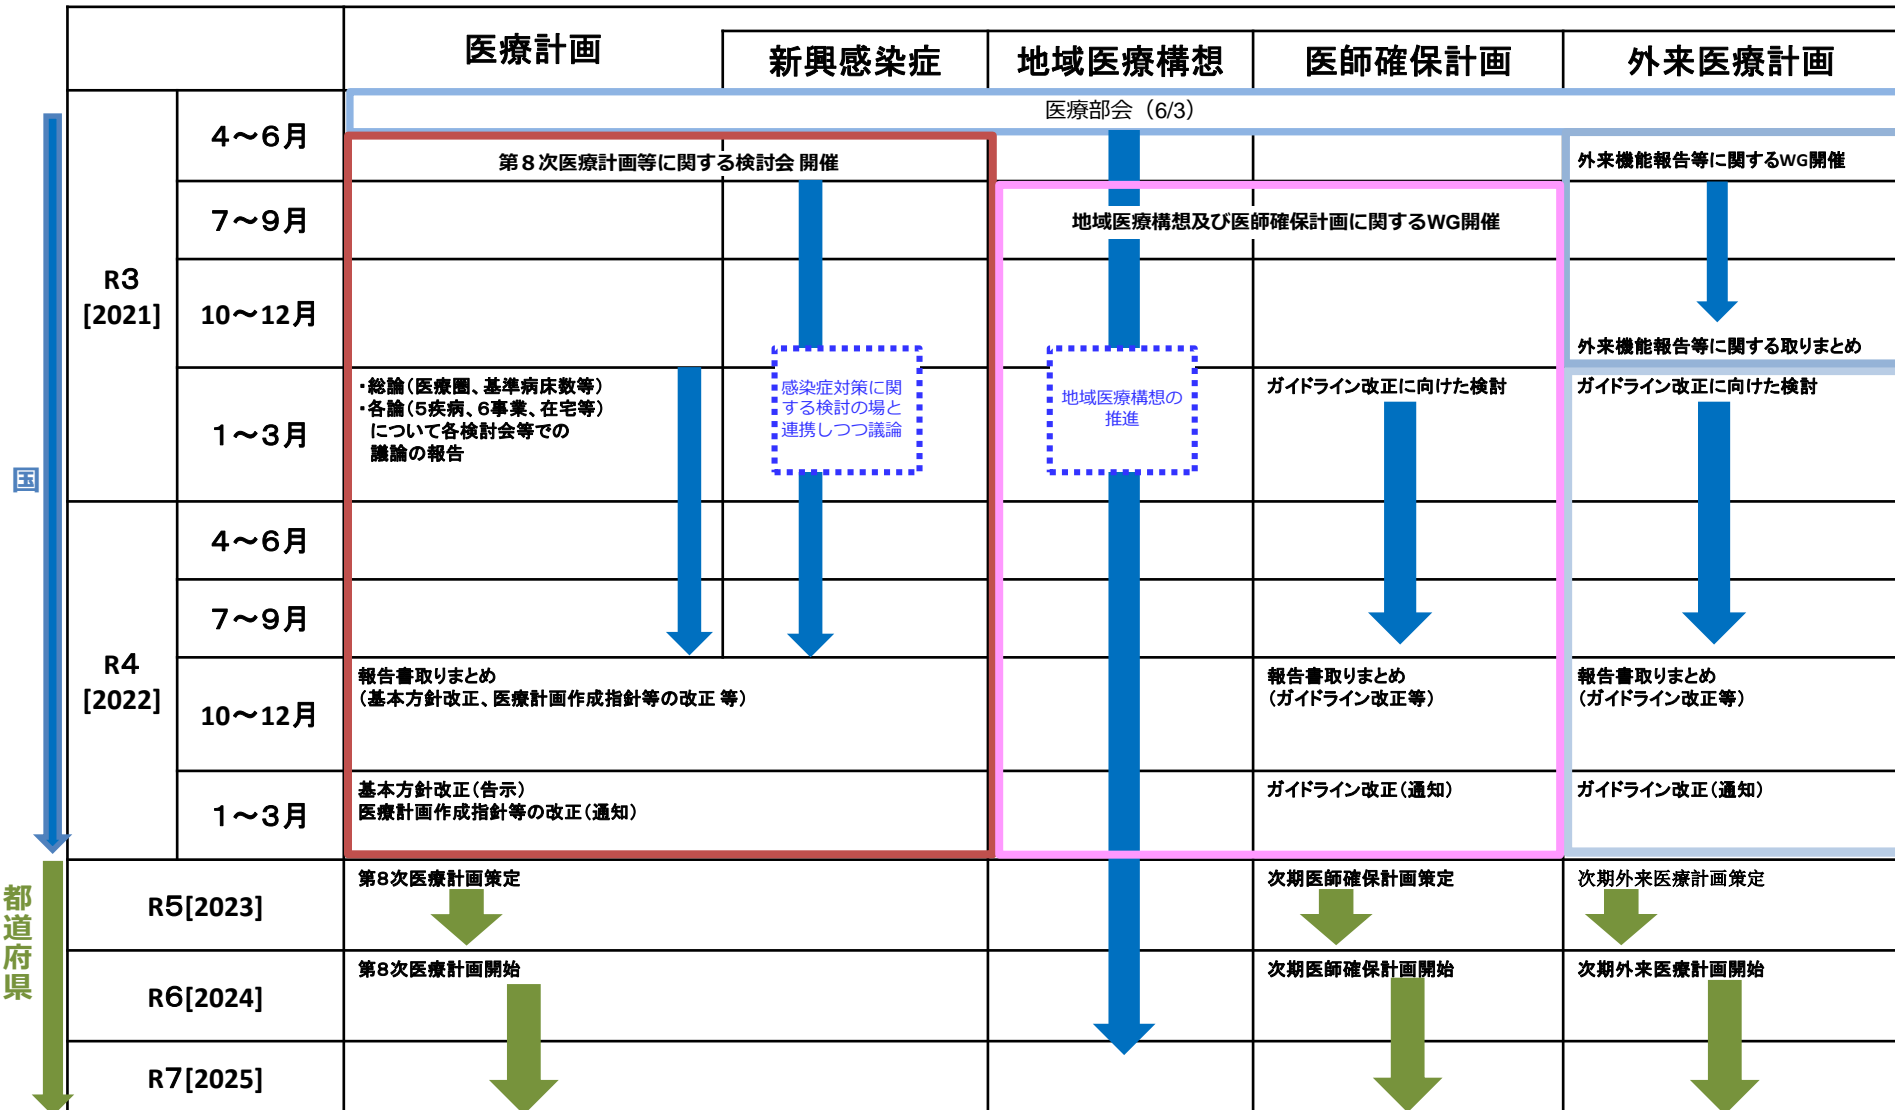 医療計画
新興感染症
地域医療構想
医師確保計画
外来医療計画
国
都道府県
R3
[2021]
4～6月
医療部会（6/3）
第８次医療計画等に関する検討会 開催
外来機能報告等に関するWG開催
7～9月
地域医療構想及び医師確保計画に関するWG開催
10～12月
外来機能報告等に関する取りまとめ
1～3月
・総論（医療圏、基準病床数等）
・各論（5疾病、6事業、在宅等）
について各検討会等での
議論の報告
感染症対策に関
する検討の場と
連携しつつ議論
地域医療構想の
推進
ガイドライン改正に向けた検討
ガイドライン改正に向けた検討
R4
[2022]
4～6月
7～9月
10～12月
報告書取りまとめ
（基本方針改正、医療計画作成指針等の改正 等）
報告書取りまとめ
（ガイドライン改正等）
報告書取りまとめ
（ガイドライン改正等）
1～3月
基本方針改正（告示）
医療計画作成指針等の改正（通知）
ガイドライン改正（通知）
ガイドライン改正（通知）
R5[2023]
第8次医療計画策定
次期医師確保計画策定
次期外来医療計画策定
R6[2024]
第8次医療計画開始
次期医師確保計画開始
次期外来医療計画開始
R7[2025]